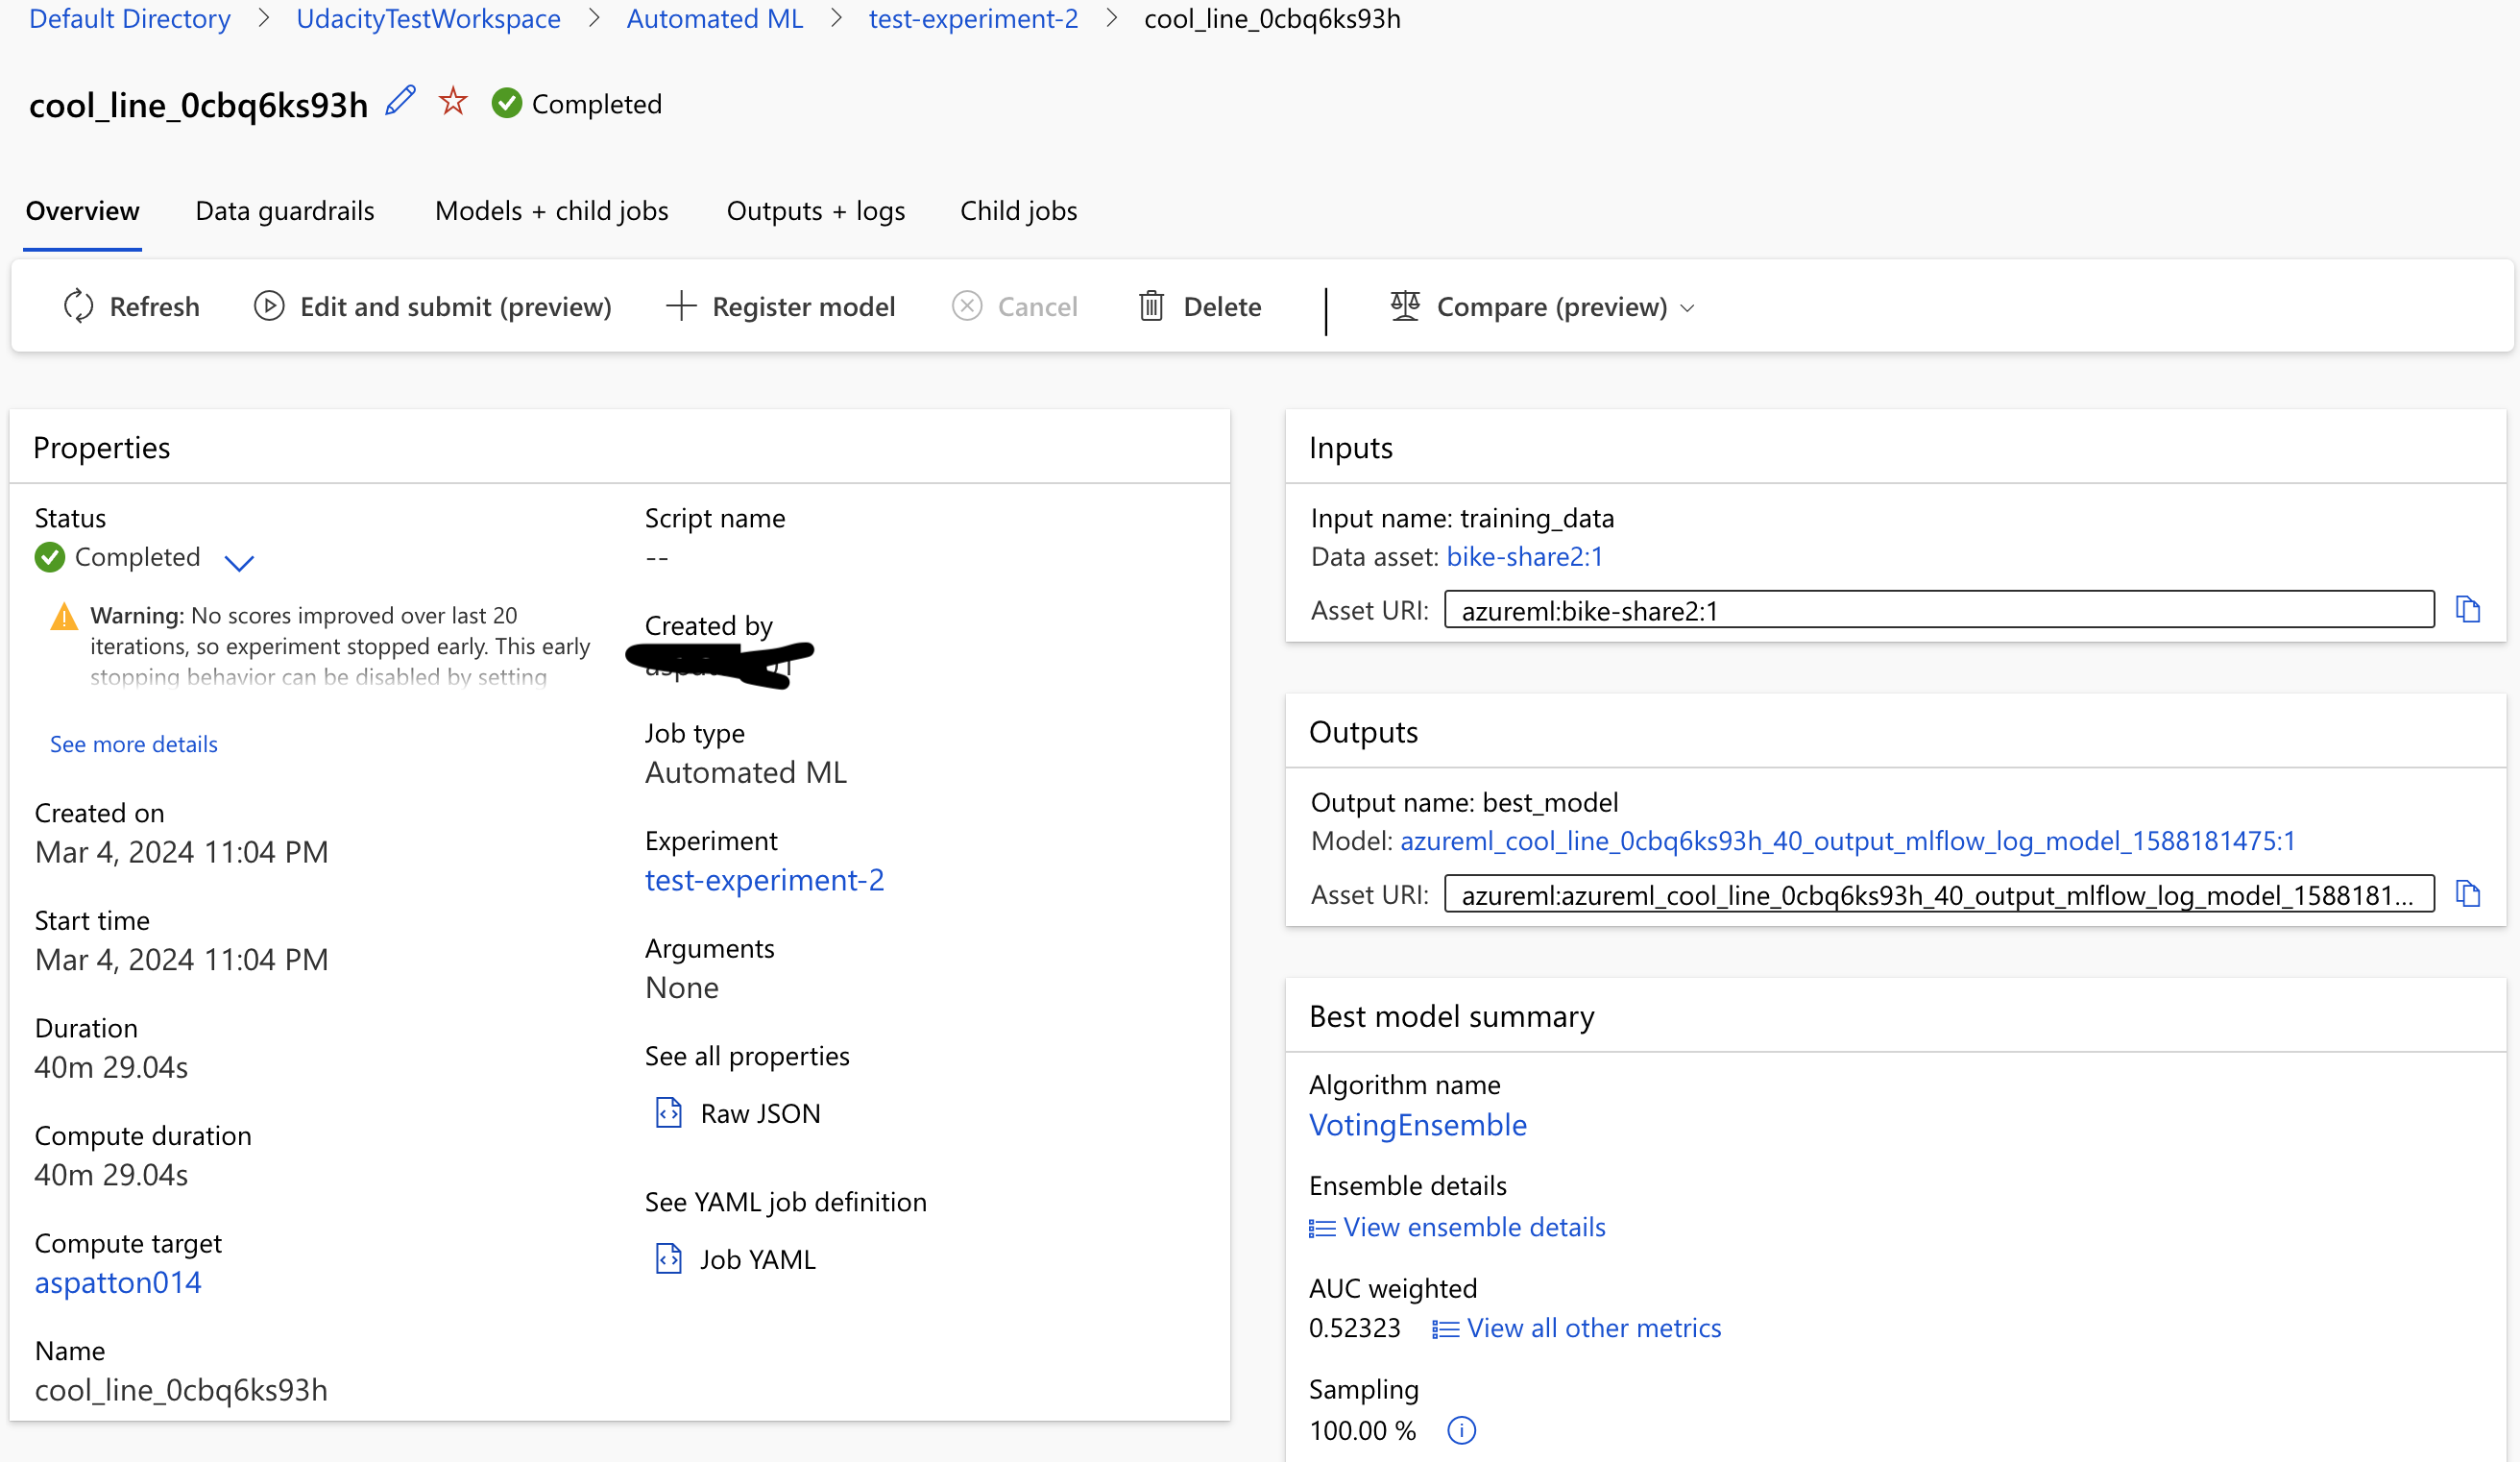 Default Directory > UdacityTestWorkspace > Automated ML > test-experiment-2 > cool_line_0cbq6ks93h
cool_line_0cbq6ks93h Completed
Overview Data guardrails Models + child jobs Outputs + logs Child jobs
Refresh Edit and submit (preview) Register model Cancel Delete Compare (preview)
Properties
Status
Completed
Warning: No scores improved over last 20
iterations, so experiment stopped early. This early
stopping behavior can be disabled by setting
See more details
Created on
Mar 4, 2024 11:04 PM
Start time
Mar 4, 2024 11:04 PM
Duration
40m 29.04s
Compute duration
40m 29.04s
Compute target
aspatton014
Name
cool_line_0cbq6ks93h
Script name
--
Created by
Job type
Automated ML
Experiment
test-experiment-2
Arguments
None
See all properties
Raw JSON
See YAML job definition
Job YAML
Inputs
Input name: training_data
Data asset: bike-share2:1
Asset URI: azureml:bike-share2:1
Outputs
Output name: best_model
Model: azureml_cool_line_0cbq6ks93h_40_output_mlflow_log_model_1588181475:1
Asset URI: azureml:azureml_cool_line_0cbq6ks93h_40_output_mlflow_log_model_1588181...
Best model summary
Algorithm name
VotingEnsemble
Ensemble details
View ensemble details
AUC weighted
0.52323 View all other metrics
Sampling
100.00 %